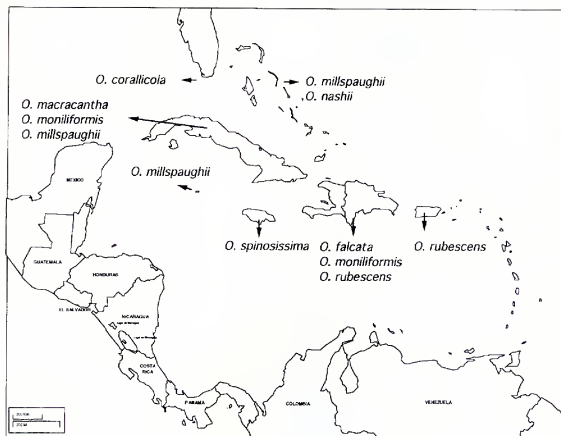 O. corallicola
O. millspaughii
O. nashii
O. macracantha
O. moniliformis
O. millspaughii
O. millspaughii
MEXICO
O. spinosissima
O. falcata
O. moniliformis
O. rubescens
O. rubescens
GUATEMALA
HONDURAS
EL SALVADOR
NICARAGUA
COSTA
RICA
PANAMA
COLOMBIA
VENEZUELA